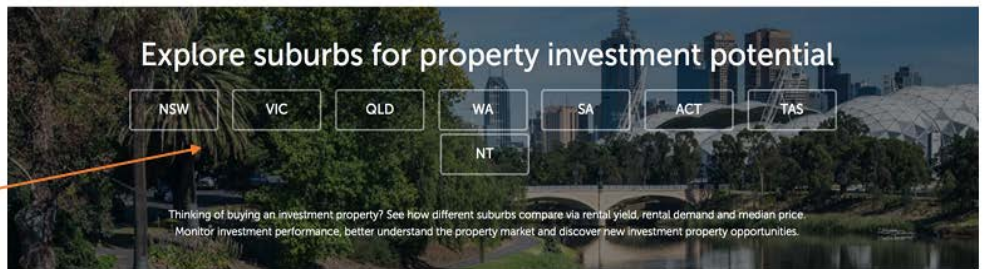 Explore suburbs for property investment potential
NSW VIC QLD WA SA ACT TAS
NT
Thinking of buying an investment property? See how different suburbs compare via rental yield, rental demand and median price.
Monitor investment performance, better understand the property market and discover new investment property opportunities.